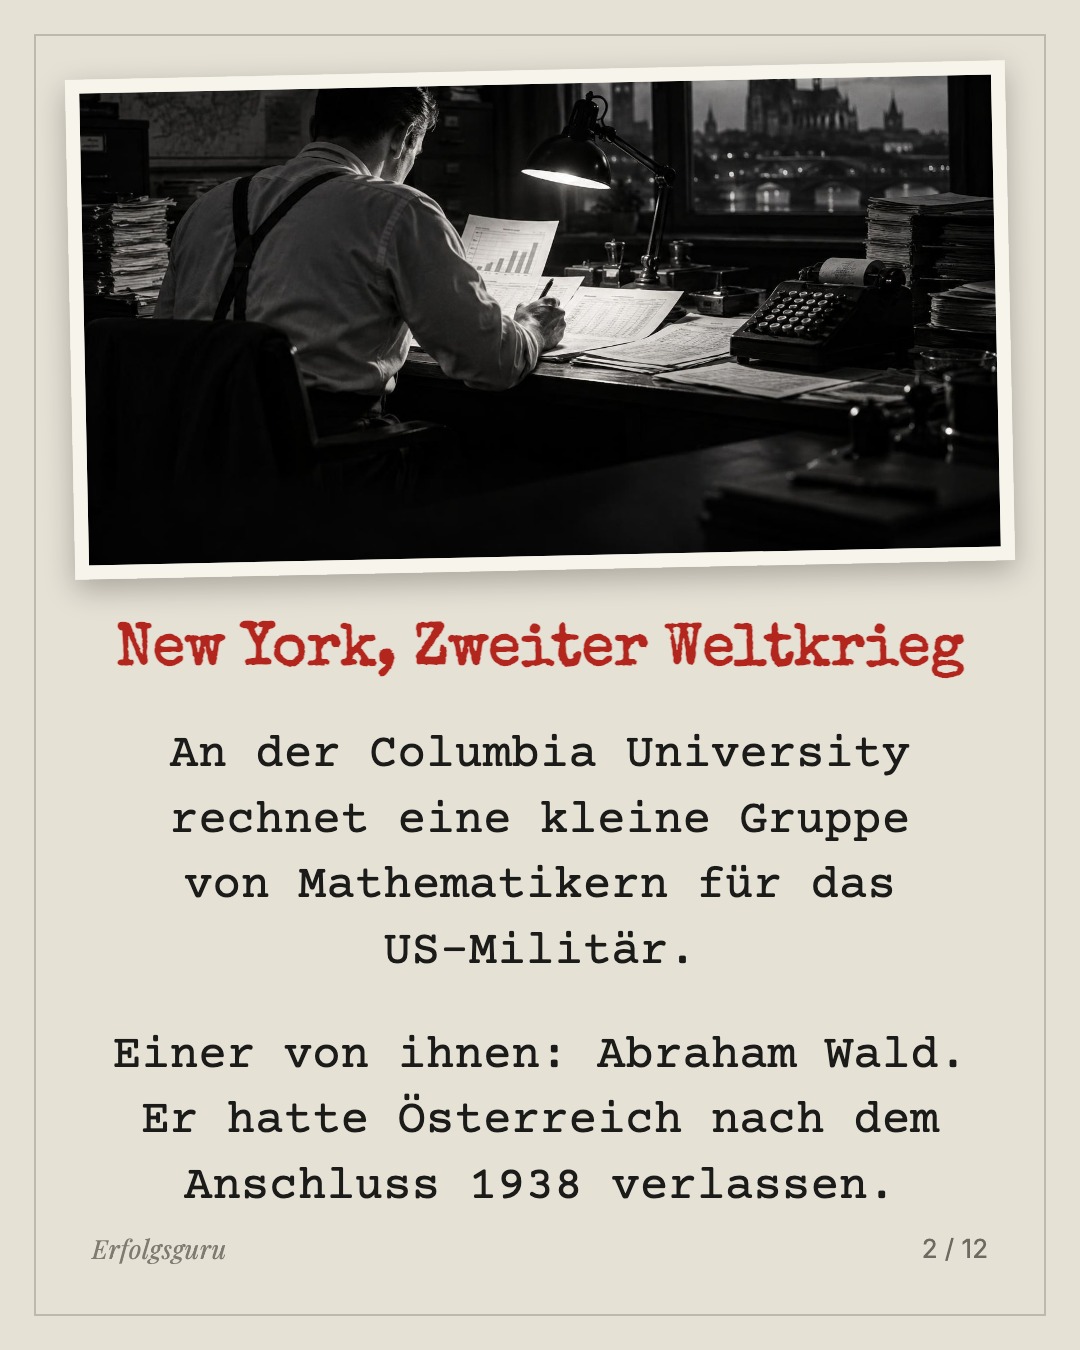 New York, Zweiter Weltkrieg
An der Columbia University
rechnet eine kleine Gruppe
von Mathematikern für das
US-Militär.
Einer von ihnen: Abraham Wald.
Er hatte Österreich nach dem
Anschluss 1938 verlassen.
Erfolgsguru
2 / 12